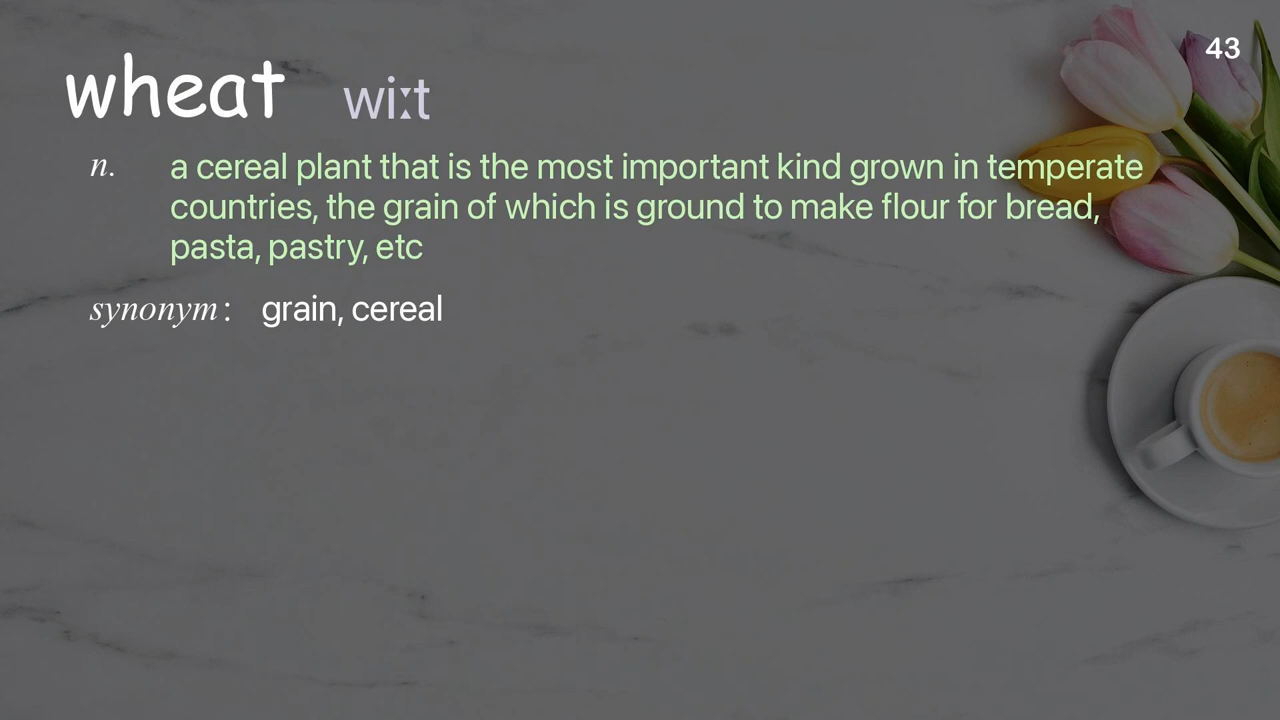 43
wheat wiːt
n. a cereal plant that is the most important kind grown in temperate
countries, the grain of which is ground to make flour for bread,
pasta, pastry, etc
synonym: grain, cereal